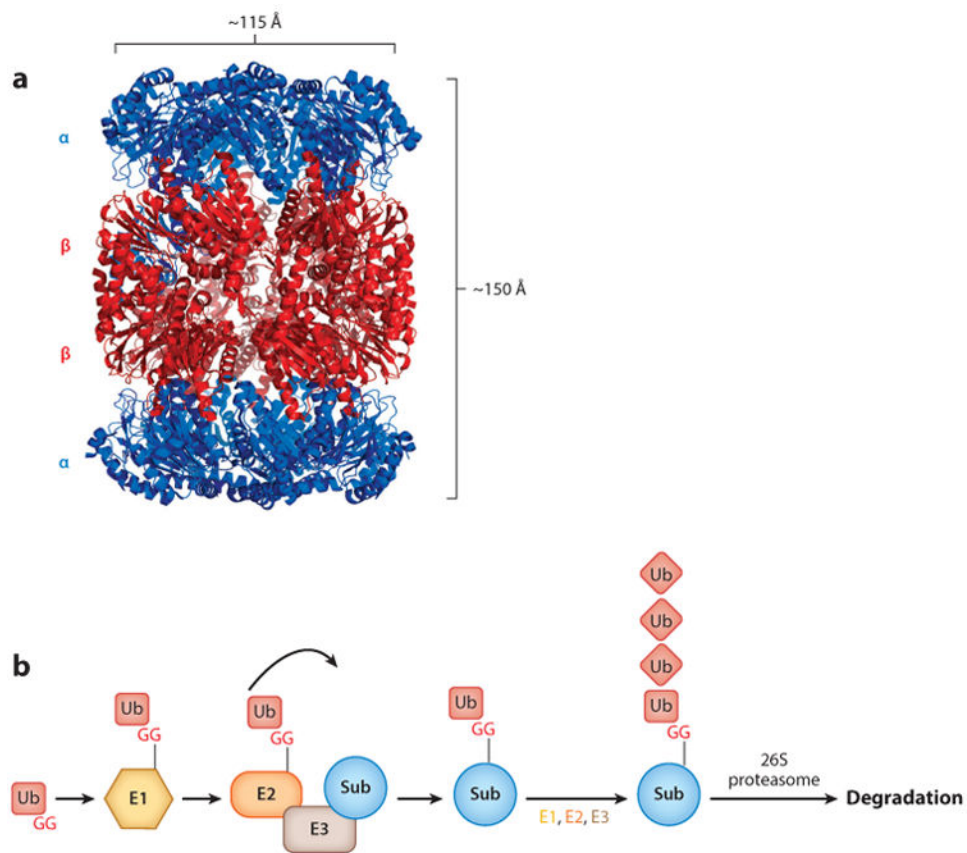 ~115 Å
a
α
β
~150 Å
β
α
b
Ub
Ub
Ub
Ub
Ub
Ub
Ub
GG
GG
GG
GG
GG
26S
proteasome
E1
E2
Sub
Sub
Sub
Degradation
E3
E1, E2, E3